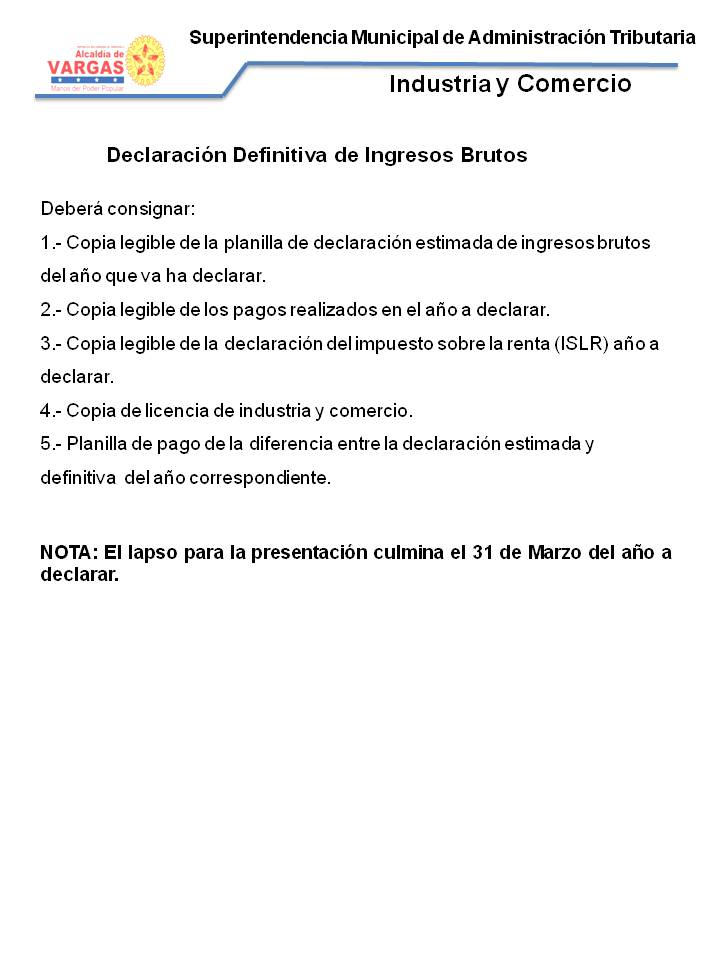 Superintendencia Municipal de Administración Tributaria
Alcaldía de
VARGAS
Manos del Poder Popular
Industria y Comercio
Declaración Definitiva de Ingresos Brutos
Deberá consignar:
1.- Copia legible de la planilla de declaración estimada de ingresos brutos
del año que va ha declarar.
2.- Copia legible de los pagos realizados en el año a declarar.
3.- Copia legible de la declaración del impuesto sobre la renta (ISLR) año a
declarar.
4.- Copia de licencia de industria y comercio.
5.- Planilla de pago de la diferencia entre la declaración estimada y
definitiva del año correspondiente.
NOTA: El lapso para la presentación culmina el 31 de Marzo del año a
declarar.